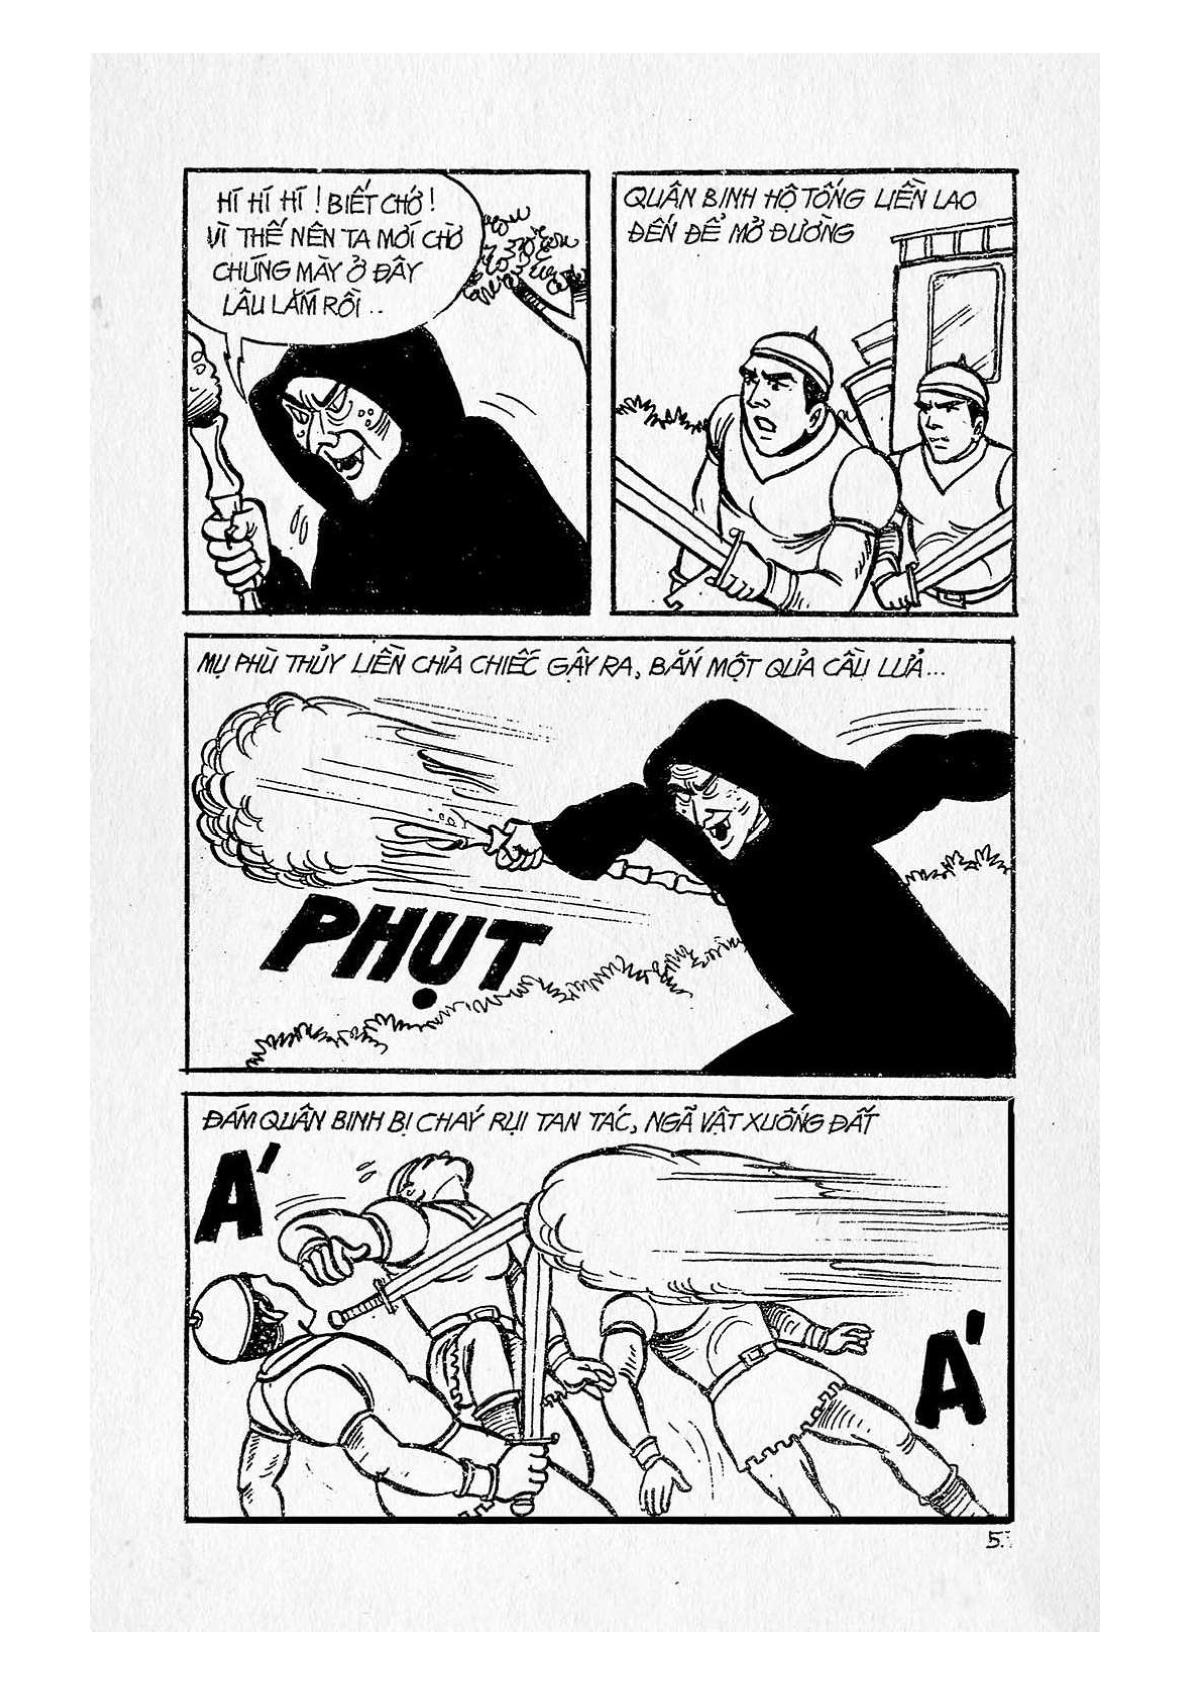 HÍ HÍ HÍ ! BIẾT CHỚ !
VÌ THẾ NÊN TA MỚI CHỜ
CHÚNG MÀY Ở ĐÂY
LÂU LẮM RỒI ..
QUÂN BINH HỘ TỐNG LIỀN LAO
ĐẾN ĐỂ MỞ ĐƯỜNG
MỤ PHÙ THỦY LIỀN CHỈA CHIẾC GẬY RA, BẮN MỘT QUẢ CẦU LỬA...
PHỤT
ĐÁM QUÂN BINH BỊ CHÁY RỤI TAN TÁC, NGÃ VẬT XUỐNG ĐẤT
Á
Á
5.